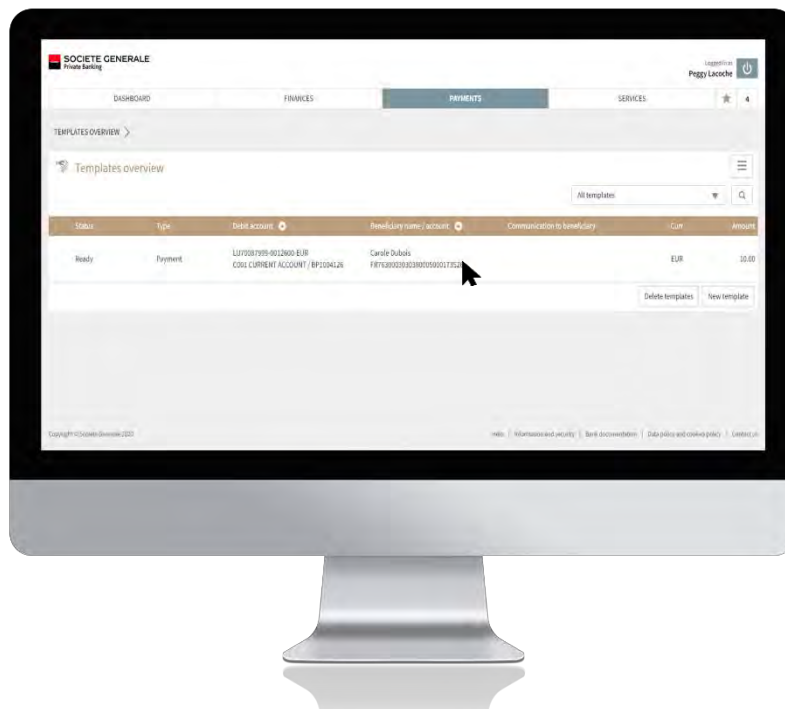 SOCIETE GENERALE
Private Banking
Logged in as
Peggy Lacoche
DASHBOARD FINANCES PAYMENTS SERVICES 4
TEMPLATES OVERVIEW
Templates overview
All templates
Status Type Debit account Beneficiary name / account Communication to beneficiary Curr Amount
Ready Payment Carole Dubois EUR 10.00
C001 CURRENT ACCOUNT /
Delete templates New template
Copyright © Societe Generale
Help | Information and security | Bank documentation | Data policy and cookies policy | Contact us